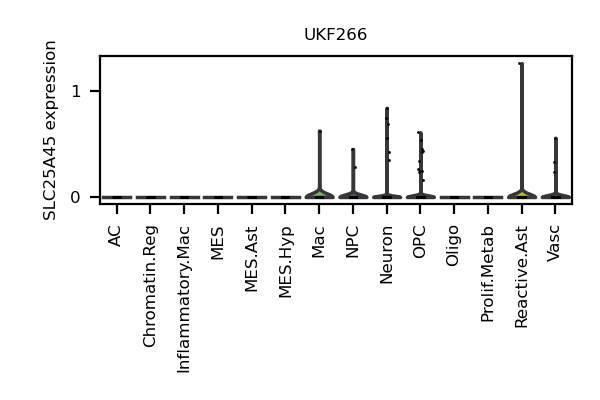 UKF266
SLC25A45 expression
1
0
AC
Chromatin.Reg
Inflammatory.Mac
MES
MES.Ast
MES.Hyp
Mac
NPC
Neuron
OPC
Oligo
Prolif.Metab
Reactive.Ast
Vasc